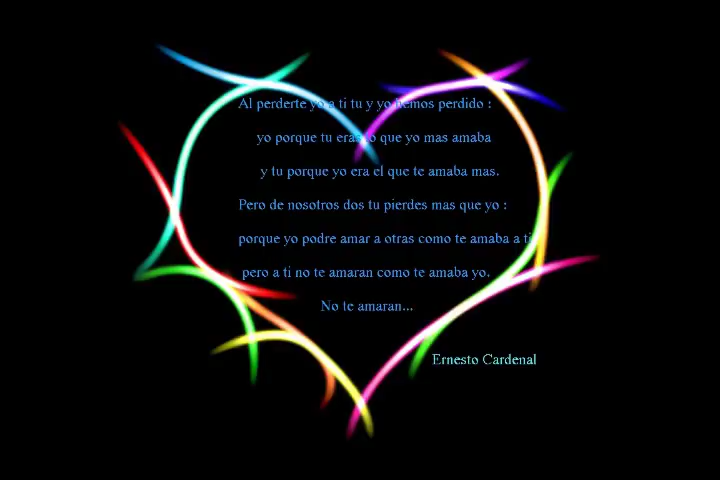 Al perderte yo a ti tu y yo hemos perdido :
yo porque tu eras lo que yo mas amaba
y tu porque yo era el que te amaba mas.
Pero de nosotros dos tu pierdes mas que yo :
porque yo podre amar a otras como te amaba a ti
pero a ti no te amaran como te amaba yo.
No te amaran...
Ernesto Cardenal